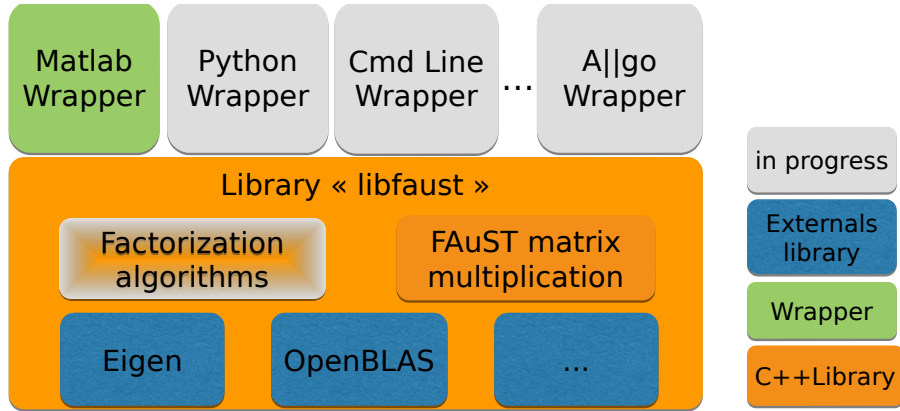 Matlab
Wrapper
Python
Wrapper
Cmd Line
Wrapper
...
A||go
Wrapper
Library « libfaust »
Factorization
algorithms
FAuST matrix
multiplication
Eigen
OpenBLAS
...
in progress
Externals
library
Wrapper
C++Library